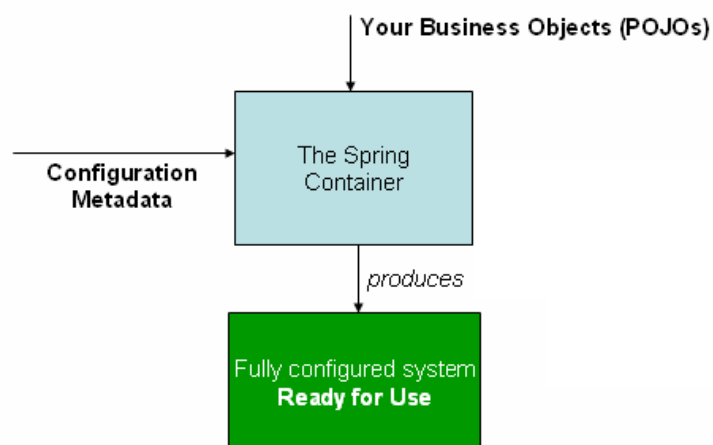 Your Business Objects (POJOs)
The Spring
Container
Configuration
Metadata
produces
Fully configured system
Ready for Use